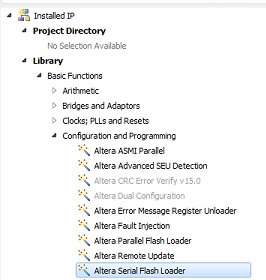 Installed IP
Project Directory
No Selection Available
Library
Basic Functions
Arithmetic
Bridges and Adaptors
Clocks; PLLs and Resets
Configuration and Programming
Altera ASMI Parallel
Altera Advanced SEU Detection
Altera CRC Error Verify v15.0
Altera Dual Configuration
Altera Error Message Register Unloader
Altera Fault Injection
Altera Parallel Flash Loader
Altera Remote Update
Altera Serial Flash Loader